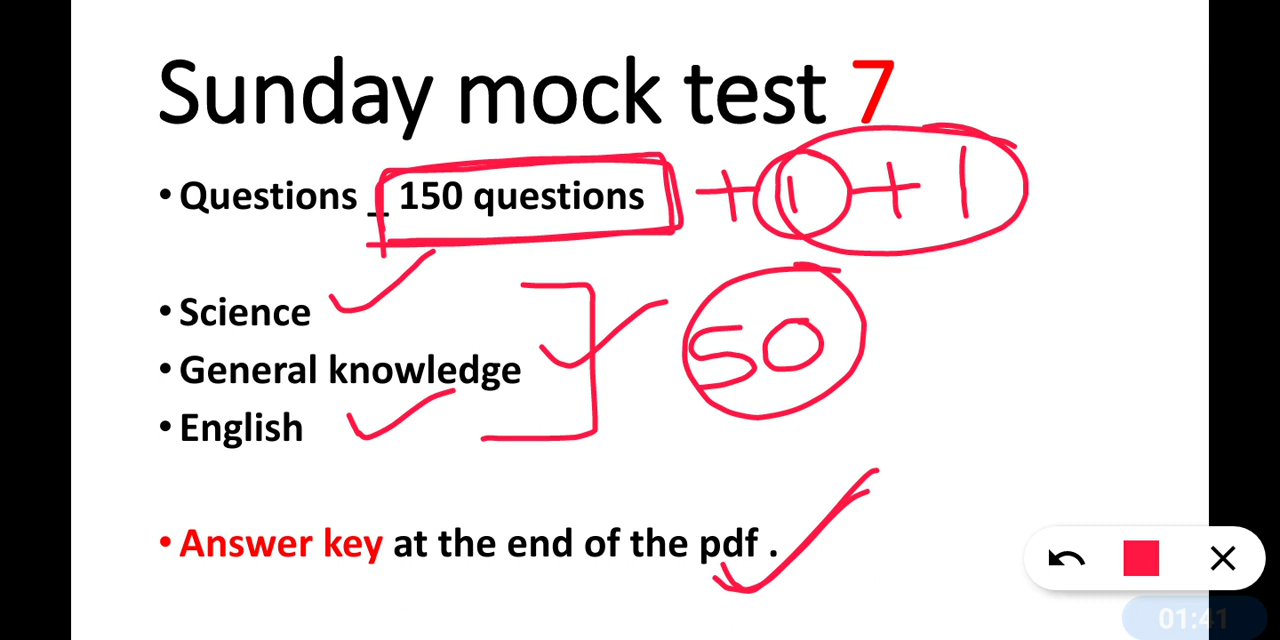 Sunday mock test 7
• Questions _ 150 questions + 1 + 1
• Science
• General knowledge
50
• English
• Answer key at the end of the pdf .
01:41